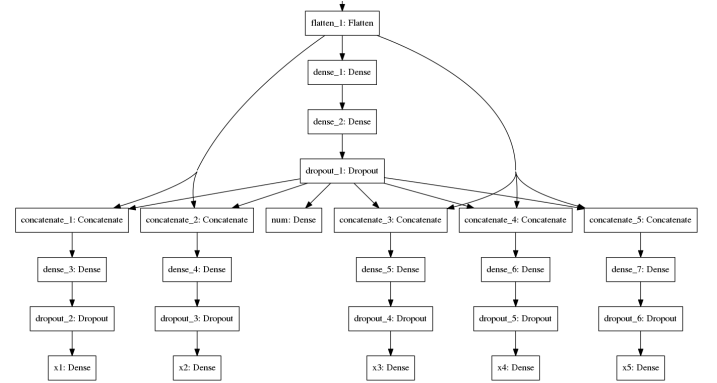 flatten_1: Flatten
dense_1: Dense
dense_2: Dense
dropout_1: Dropout
concatenate_1: Concatenate
concatenate_2: Concatenate
num: Dense
concatenate_3: Concatenate
concatenate_4: Concatenate
concatenate_5: Concatenate
dense_3: Dense
dense_4: Dense
dense_5: Dense
dense_6: Dense
dense_7: Dense
dropout_2: Dropout
dropout_3: Dropout
dropout_4: Dropout
dropout_5: Dropout
dropout_6: Dropout
x1: Dense
x2: Dense
x3: Dense
x4: Dense
x5: Dense